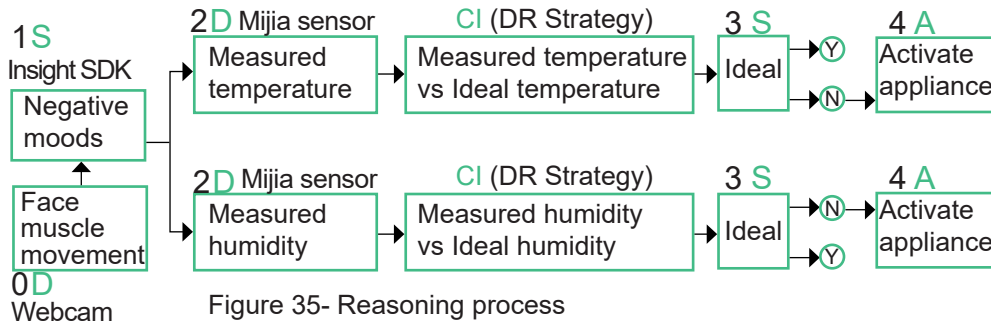 1 S
Insight SDK
Negative
moods
Face
muscle
movement
0 D
Webcam
2D Mijia sensor
Measured
temperature
CI (DR Strategy)
Measured temperature
vs Ideal temperature
3 S
Ideal
Y
N
4 A
Activate
appliance
2D Mijia sensor
Measured
humidity
CI (DR Strategy)
Measured humidity
vs Ideal humidity
3 S
Ideal
N
Y
4 A
Activate
appliance
Figure 35- Reasoning process